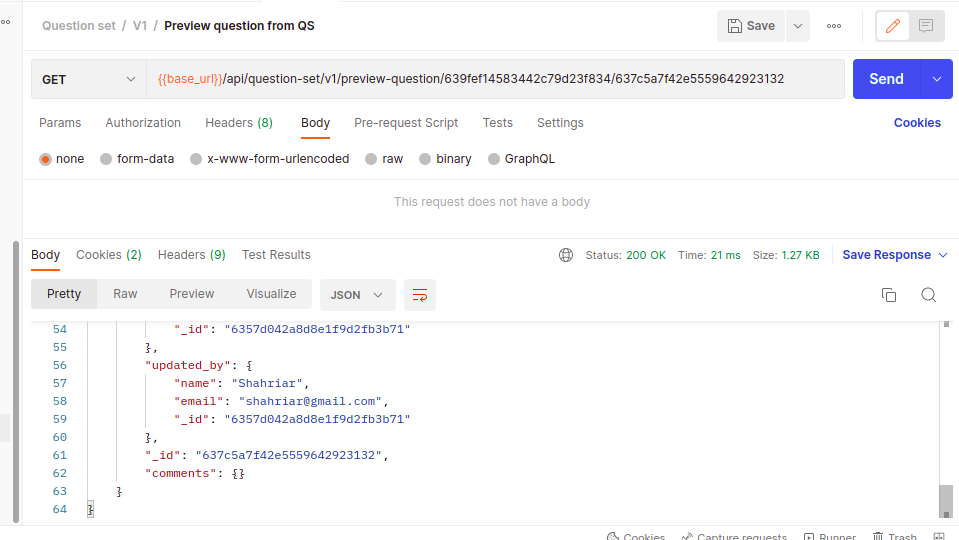 Question set / V1 / Preview question from QS
Save
GET {{base_url}}/api/question-set/v1/preview-question/639fef14583442c79d23f834/637c5a7f42e5559642923132 Send
Params Authorization Headers (8) Body Pre-request Script Tests Settings Cookies
none form-data x-www-form-urlencoded raw binary GraphQL
This request does not have a body
Body Cookies (2) Headers (9) Test Results Status: 200 OK Time: 21 ms Size: 1.27 KB Save Response
Pretty Raw Preview Visualize JSON
54 "_id": "6357d042a8d8e1f9d2fb3b71"
55 },
56 "updated_by": {
57 "name": "Shahriar",
58 "email": "shahriar@gmail.com",
59 "_id": "6357d042a8d8e1f9d2fb3b71"
60 },
61 "_id": "637c5a7f42e5559642923132",
62 "comments": {}
63 }
64 }
Cookies Capture requests Runner Trash